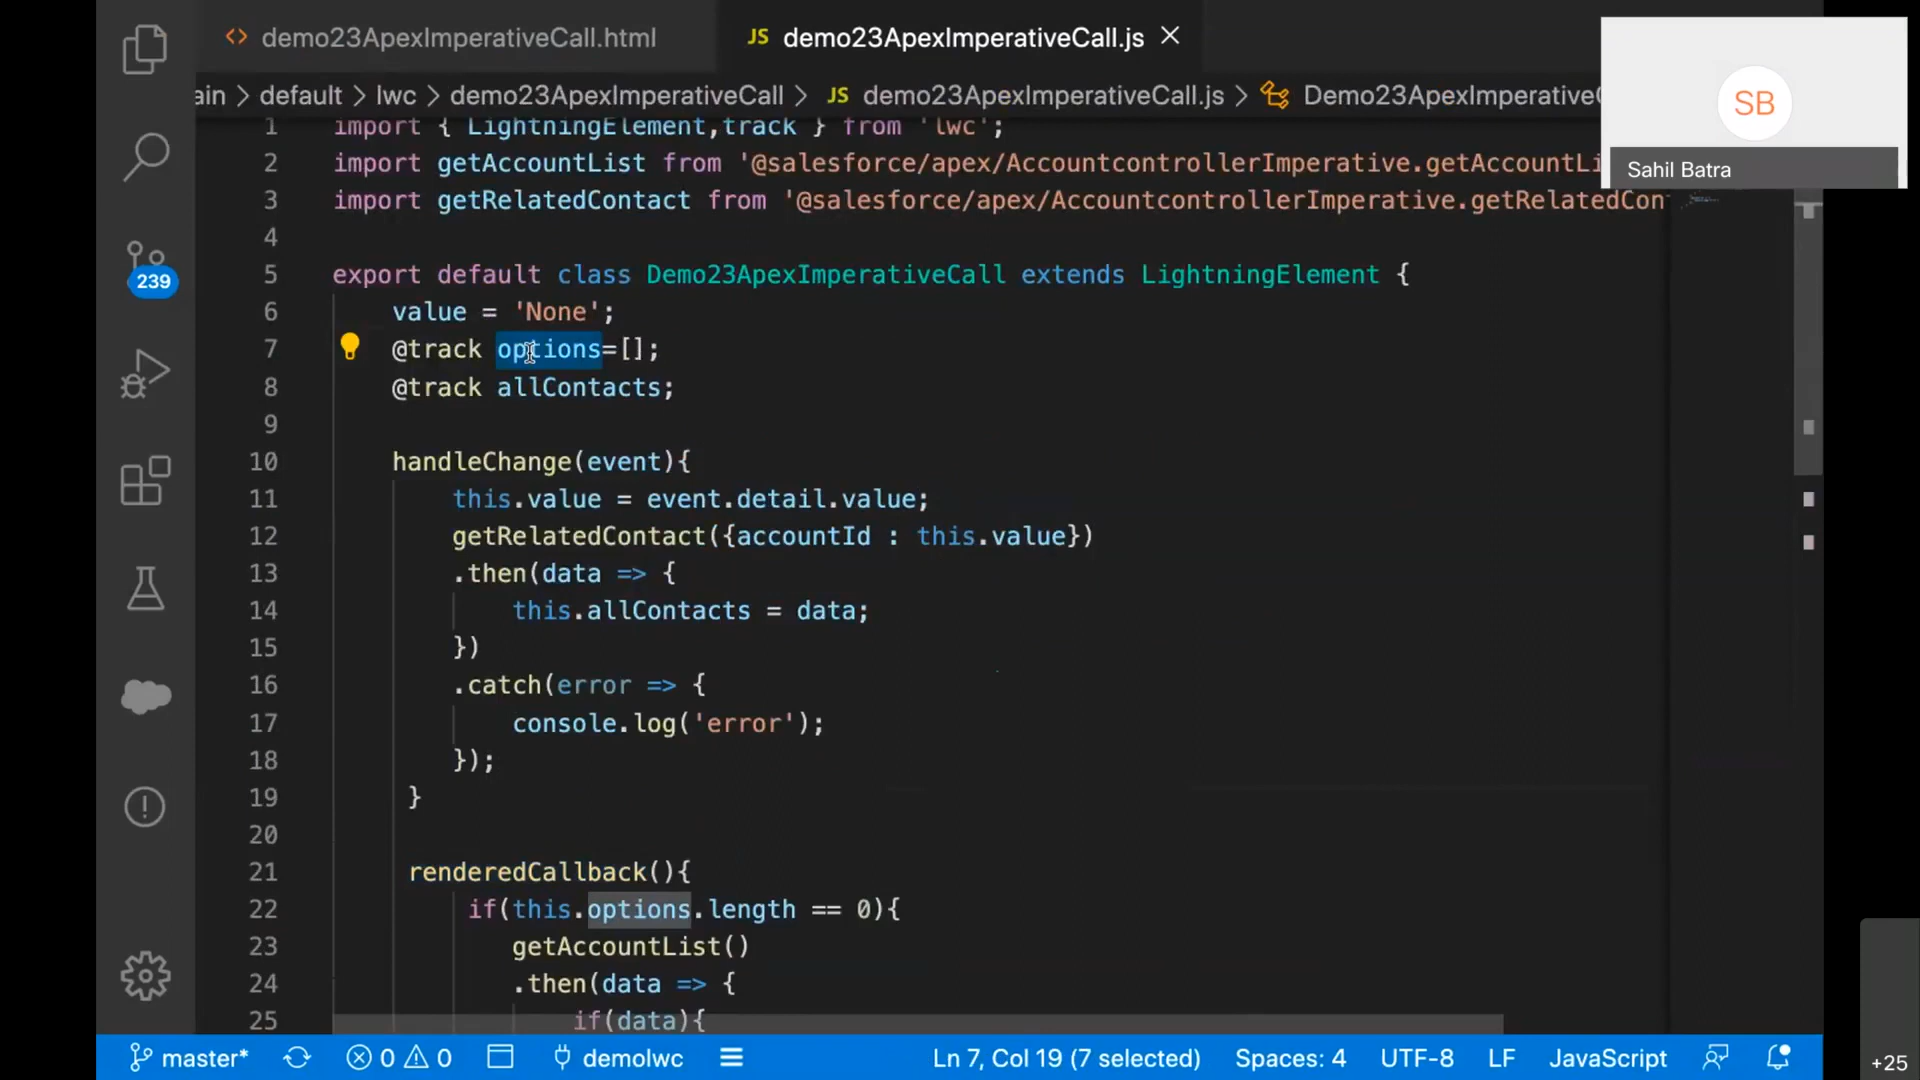 demo23ApexImperativeCall.html
JS demo23ApexImperativeCall.js
ain > default > lwc > demo23ApexImperativeCall > JS demo23ApexImperativeCall.js > Demo23ApexImperativeC
SB
Sahil Batra
1 import { LightningElement,track } from 'lwc';
2 import getAccountList from '@salesforce/apex/AccountcontrollerImperative.getAccountLi
3 import getRelatedContact from '@salesforce/apex/AccountcontrollerImperative.getRelatedCon
4
5 export default class Demo23ApexImperativeCall extends LightningElement {
6 value = 'None';
7 @track options=[];
8 @track allContacts;
9
10 handleChange(event){
11 this.value = event.detail.value;
12 getRelatedContact({accountId : this.value})
13 .then(data => {
14 this.allContacts = data;
15 })
16 .catch(error => {
17 console.log('error');
18 });
19 }
20
21 renderedCallback(){
22 if(this.options.length == 0){
23 getAccountList()
24 .then(data => {
25 if(data){
239
master* 0 0 demolwc Ln 7, Col 19 (7 selected) Spaces: 4 UTF-8 LF JavaScript
+25